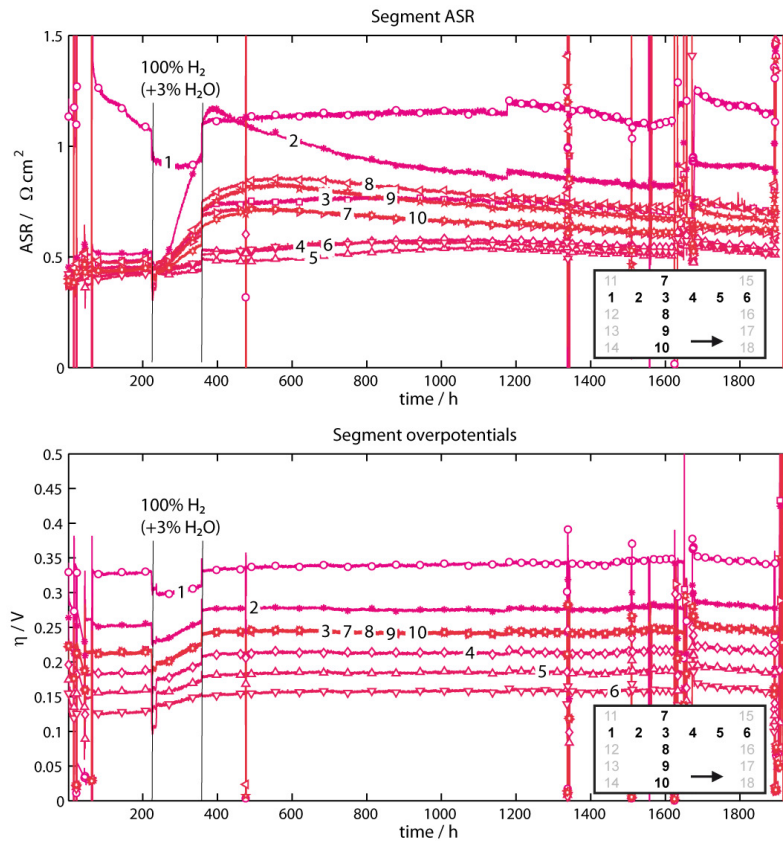 Segment ASR
1.5
1
0.5
0
ASR / Ω cm²
100% H₂
(+3% H₂O)
1
2
3
8
9
7
10
4
6
5
11 7 15
1 2 3 4 5 6
12 8 16
13 9 17
14 10 18
200 400 600 800 1000 1200 1400 1600 1800
time / h
Segment overpotentials
0.5
0.45
0.4
0.35
0.3
0.25
0.2
0.15
0.1
0.05
0
η / V
100% H₂
(+3% H₂O)
1
2
3 7 8 9 10
4
5
6
11 7 15
1 2 3 4 5 6
12 8 16
13 9 17
14 10 18
0 200 400 600 800 1000 1200 1400 1600 1800
time / h